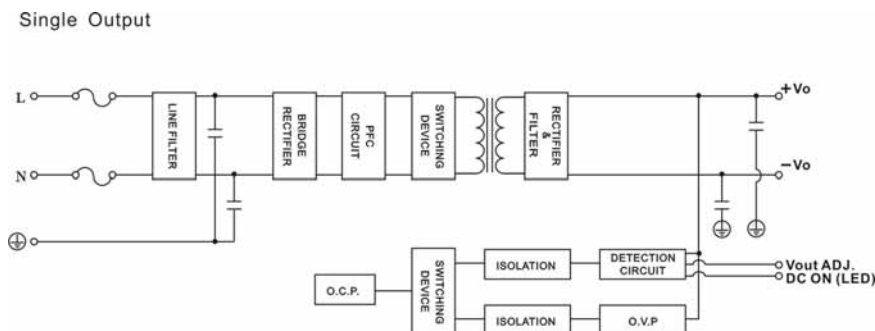 Single Output
L
N
LINE FILTER
BRIDGE
RECTIFIER
PFC
CIRCUIT
SWITCHING
DEVICE
RECTIFIER
&
FILTER
+Vo
−Vo
O.C.P.
SWITCHING
DEVICE
ISOLATION
DETECTION
CIRCUIT
Vout ADJ.
DC ON (LED)
ISOLATION
O.V.P